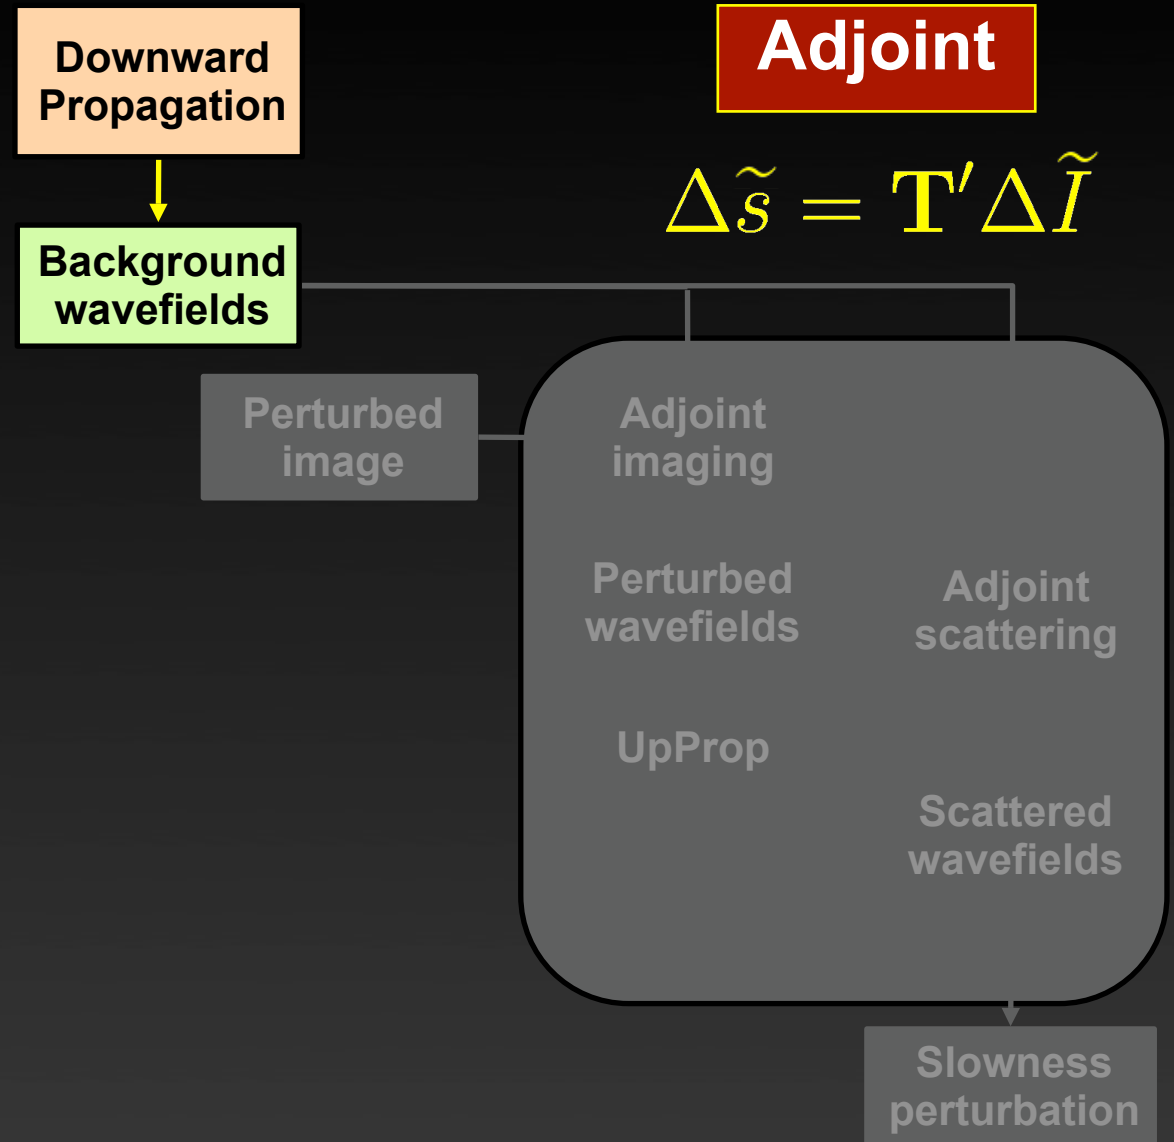 Downward
Propagation
Adjoint
Δs̃ = T′ΔĨ
Background
wavefields
Perturbed
image
Adjoint
imaging
Perturbed
wavefields
Adjoint
scattering
UpProp
Scattered
wavefields
Slowness
perturbation